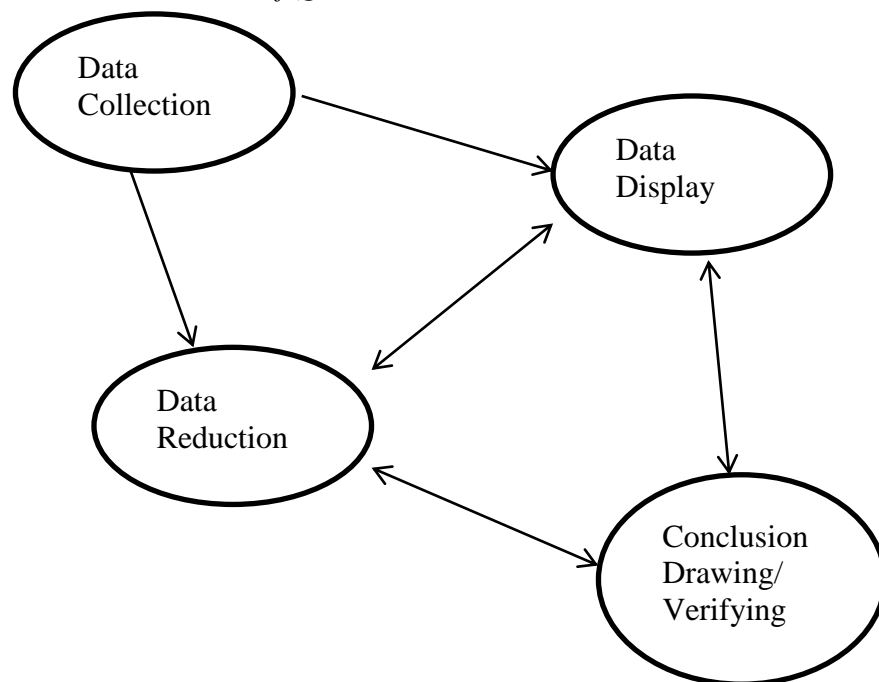 Data
Collection
Data
Display
Data
Reduction
Conclusion
Drawing/
Verifying